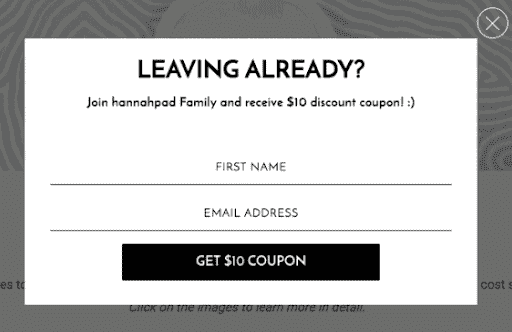 LEAVING ALREADY?
Join hannahpad Family and receive $10 discount coupon! :)
FIRST NAME
EMAIL ADDRESS
GET $10 COUPON
es to
cost s
Click on the images to learn more in detail.